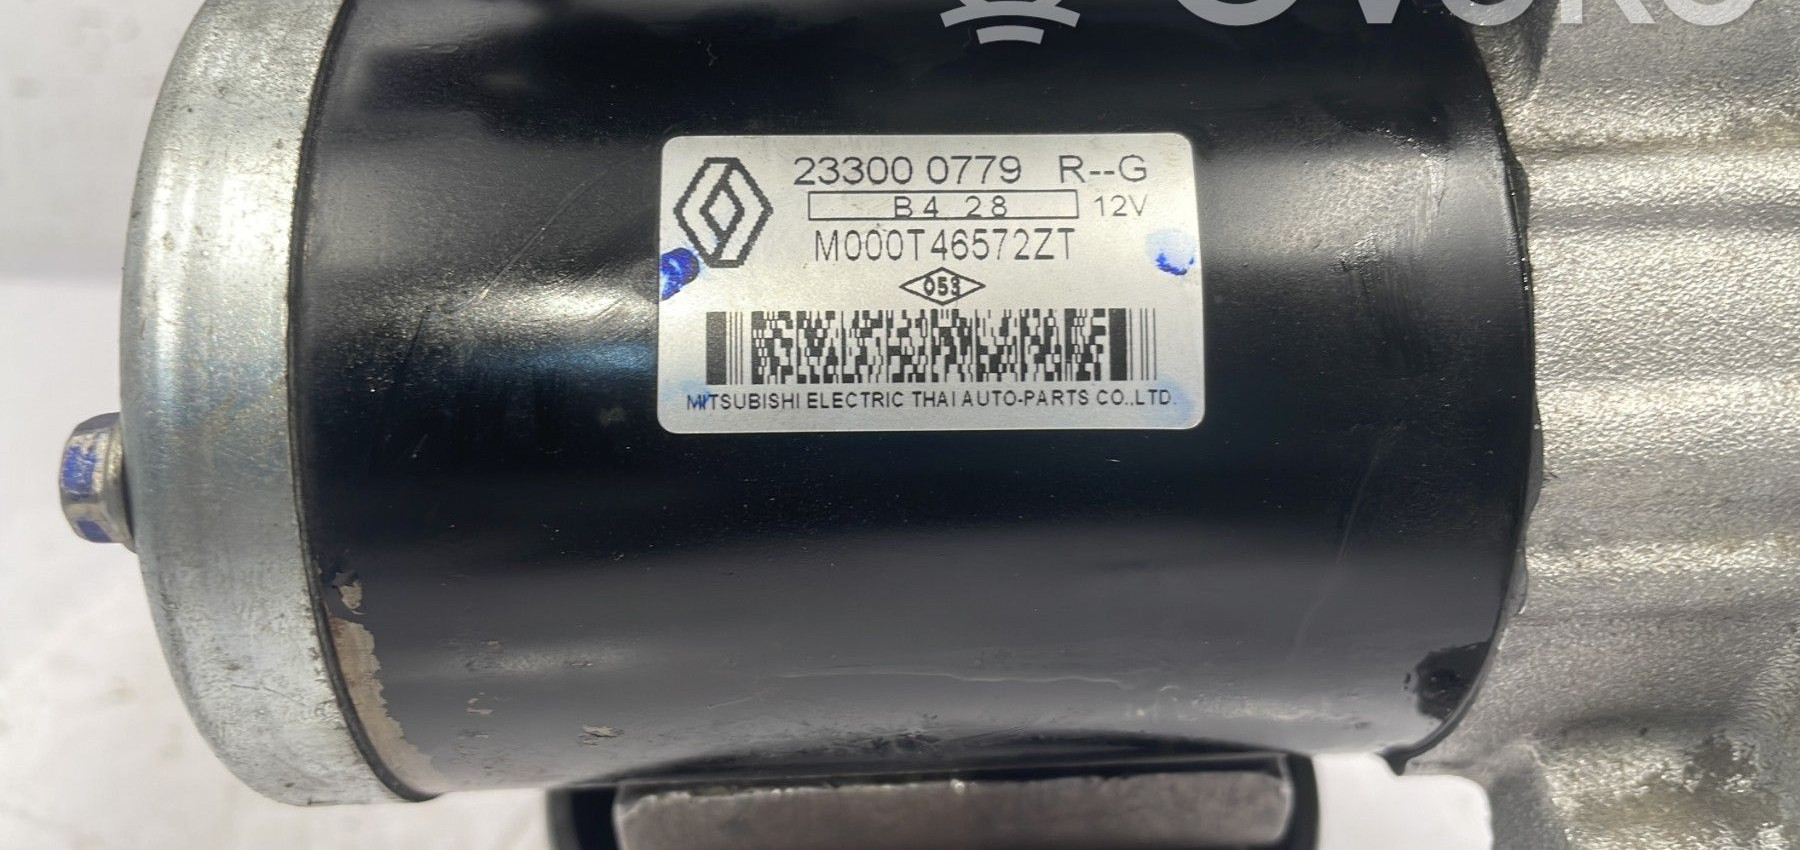 23300 0779 R--G
B4 28 12V
M000T46572ZT
053
MITSUBISHI ELECTRIC THAI AUTO-PARTS CO.,LTD.